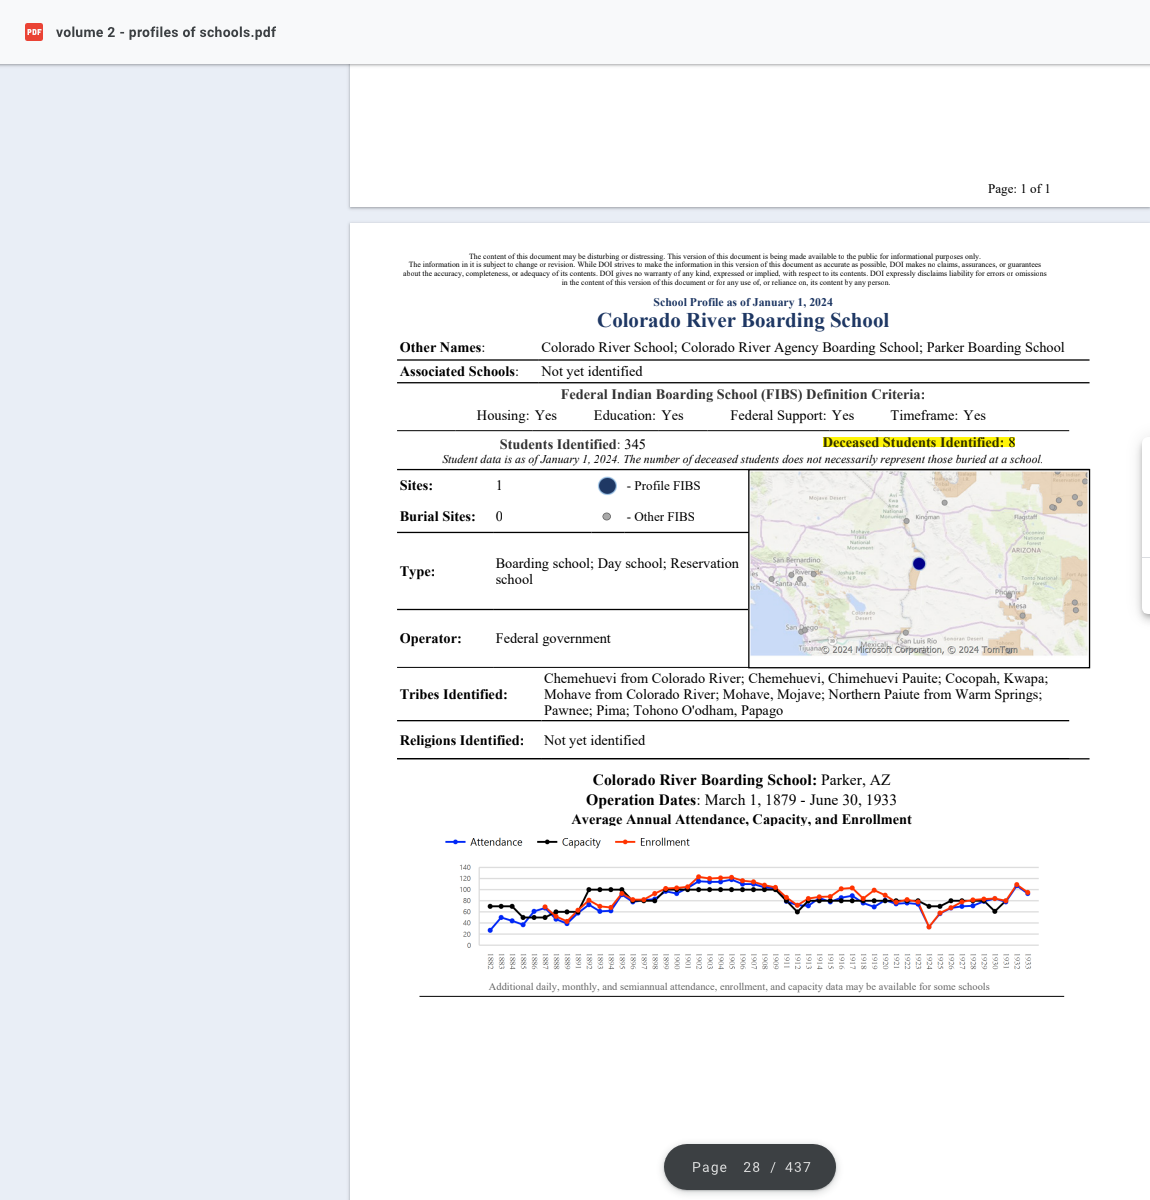 PDF volume 2 - profiles of schools.pdf
Page: 1 of 1
The content of this document may be disturbing or distressing. This version of this document is being made available to the public for informational purposes only.
The information in it is subject to change or revision. While DOI strives to make the information in this version of this document as accurate as possible, DOI makes no claims, assurances, or guarantees
about the accuracy, completeness, or adequacy of its contents. DOI gives no warranty of any kind, expressed or implied, with respect to its contents. DOI expressly disclaims liability for errors or omissions
in the content of this version of this document or for any use of, or reliance on, its content by any person.
School Profile as of January 1, 2024
Colorado River Boarding School
Other Names: Colorado River School; Colorado River Agency Boarding School; Parker Boarding School
Associated Schools: Not yet identified
Federal Indian Boarding School (FIBS) Definition Criteria:
Housing: Yes Education: Yes Federal Support: Yes Timeframe: Yes
Students Identified: 345 Deceased Students Identified: 8
Student data is as of January 1, 2024. The number of deceased students does not necessarily represent those buried at a school.
Sites: 1 - Profile FIBS
Burial Sites: 0 - Other FIBS
Type: Boarding school; Day school; Reservation
school
Operator: Federal government
Mojave Desert
Kingman
Flagstaff
ARIZONA
San Bernardino
Riverside
Santa Ana
Joshua Tree
N.P.
Phoenix
Mesa
Colorado
Desert
San Diego
Tijuana
Mexicali
San Luis Rio
Sonoran Desert
© 2024 Microsoft Corporation, © 2024 TomTom
Tribes Identified: Chemehuevi from Colorado River; Chemehuevi, Chimehuevi Pauite; Cocopah, Kwapa;
Mohave from Colorado River; Mohave, Mojave; Northern Paiute from Warm Springs;
Pawnee; Pima; Tohono O'odham, Papago
Religions Identified: Not yet identified
Colorado River Boarding School: Parker, AZ
Operation Dates: March 1, 1879 - June 30, 1933
Average Annual Attendance, Capacity, and Enrollment
Attendance Capacity Enrollment
140
120
100
80
60
40
20
0
1882 1883 1884 1885 1886 1887 1888 1889 1891 1892 1893 1894 1895 1896 1897 1898 1899 1900 1901 1902 1903 1904 1905 1906 1907 1908 1909 1911 1912 1913 1914 1915 1916 1917 1918 1919 1920 1921 1922 1923 1924 1925 1926 1927 1928 1929 1930 1931 1932 1933
Additional daily, monthly, and semiannual attendance, enrollment, and capacity data may be available for some schools
Page 28 / 437